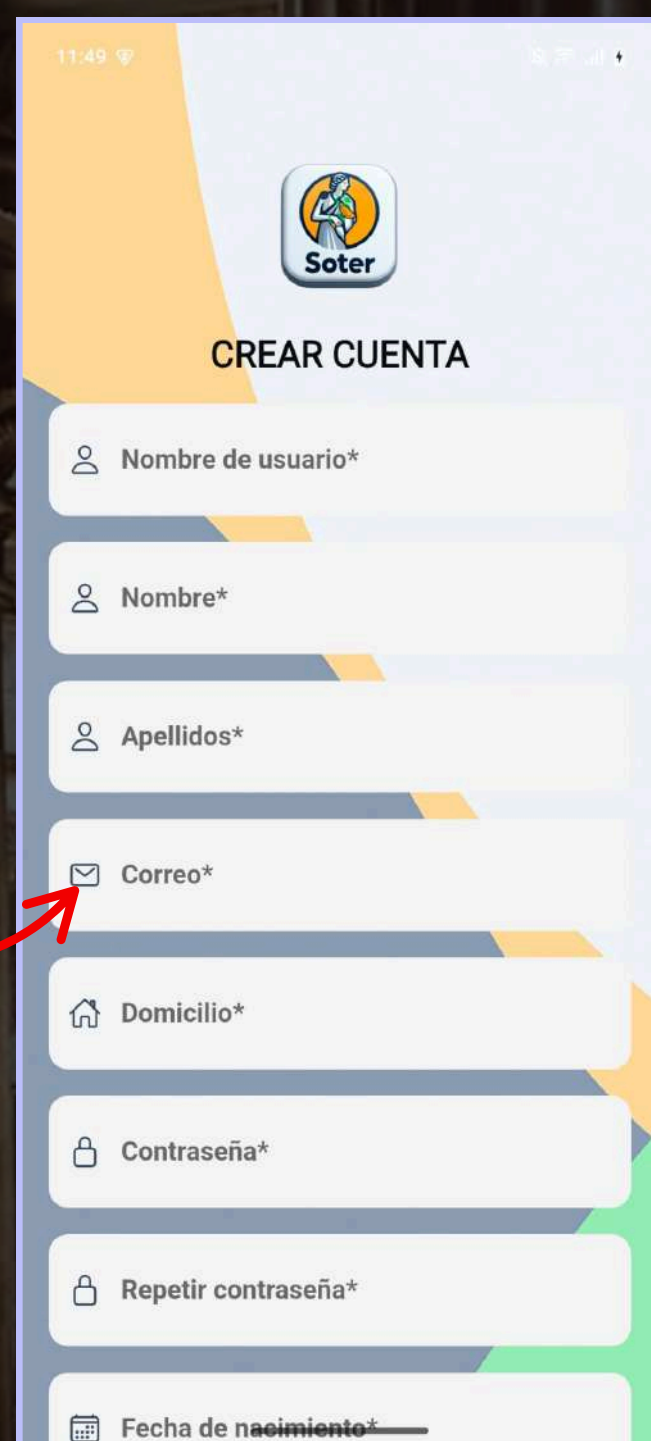 11:49
Soter
CREAR CUENTA
Nombre de usuario*
Nombre*
Apellidos*
Correo*
Domicilio*
Contraseña*
Repetir contraseña*
Fecha de nacimiento*